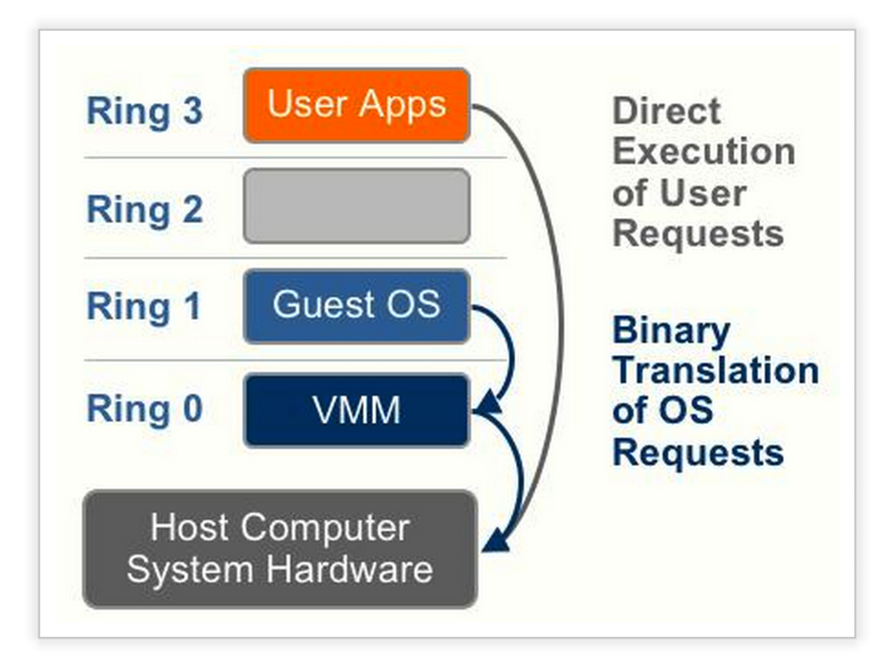 Ring 3
User Apps
Ring 2
Ring 1
Guest OS
Ring 0
VMM
Host Computer
System Hardware
Direct
Execution
of User
Requests
Binary
Translation
of OS
Requests